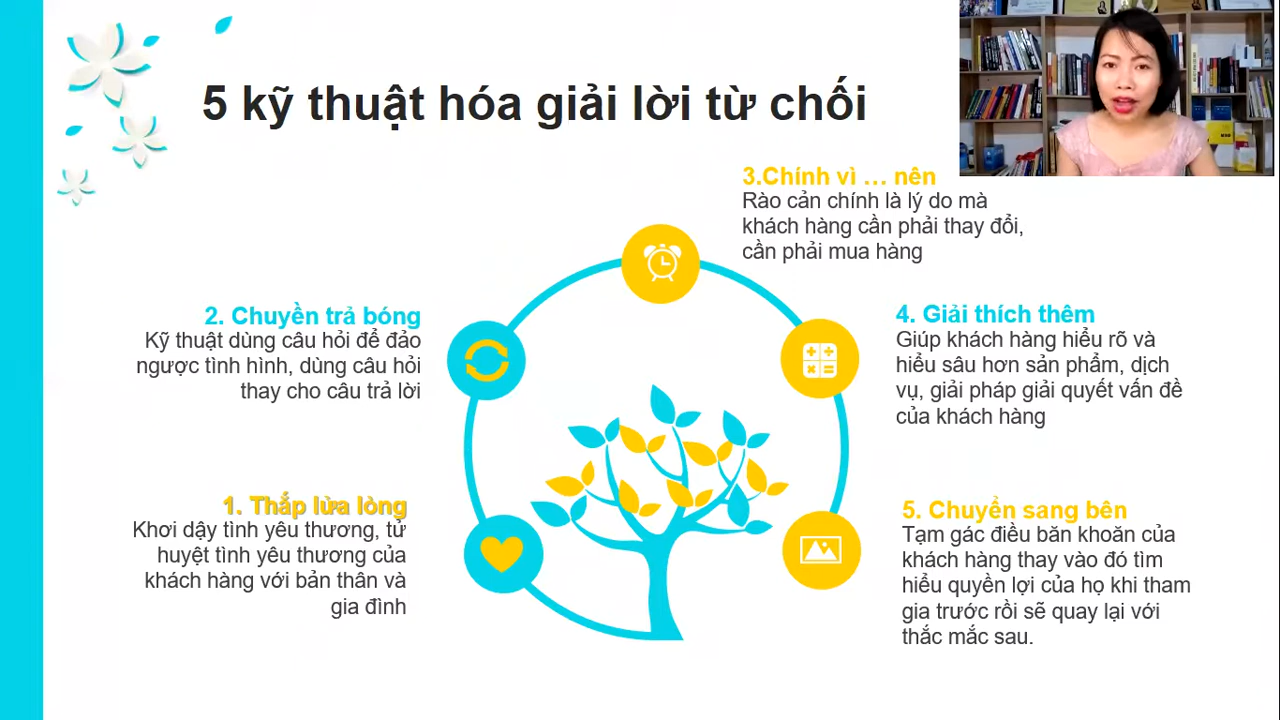 5 kỹ thuật hóa giải lời từ chối
1. Thắp lửa lòng
Khơi dậy tình yêu thương, tử
huyệt tình yêu thương của
khách hàng với bản thân và
gia đình
2. Chuyền trả bóng
Kỹ thuật dùng câu hỏi để đảo
ngược tình hình, dùng câu hỏi
thay cho câu trả lời
3.Chính vì ... nên
Rào cản chính là lý do mà
khách hàng cần phải thay đổi,
cần phải mua hàng
4. Giải thích thêm
Giúp khách hàng hiểu rõ và
hiểu sâu hơn sản phẩm, dịch
vụ, giải pháp giải quyết vấn đề
của khách hàng
5. Chuyển sang bên
Tạm gác điều băn khoăn của
khách hàng thay vào đó tìm
hiểu quyền lợi của họ khi tham
gia trước rồi sẽ quay lại với
thắc mắc sau.